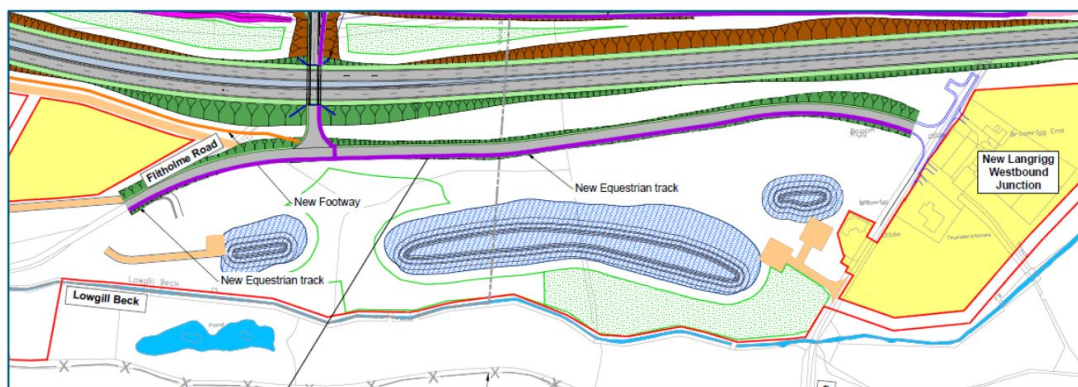 Flitholme Road
New Footway
New Equestrian track
New Equestrian track
Lowgill Beck
Lowgill Beck
Pond
New Langrigg
Westbound
Junction
Broomrigg End
Thunderstones